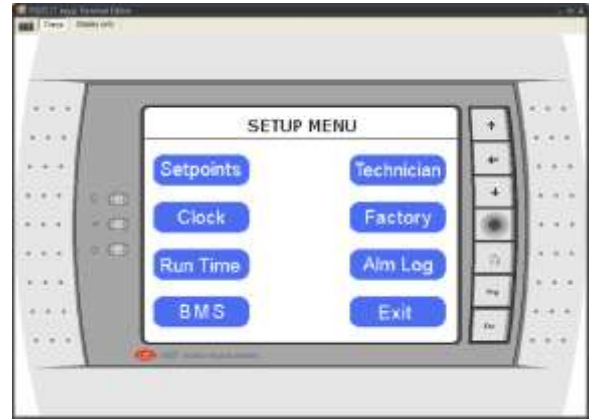 SETUP MENU
Setpoints
Technician
Clock
Factory
Run Time
Alm Log
BMS
Exit